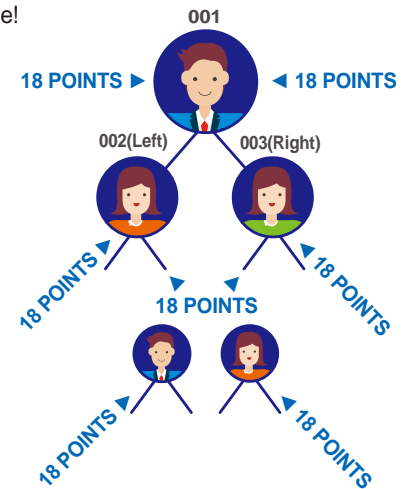 e!
001
18 POINTS
18 POINTS
002(Left)
003(Right)
18 POINTS
18 POINTS
18 POINTS
18 POINTS
18 POINTS